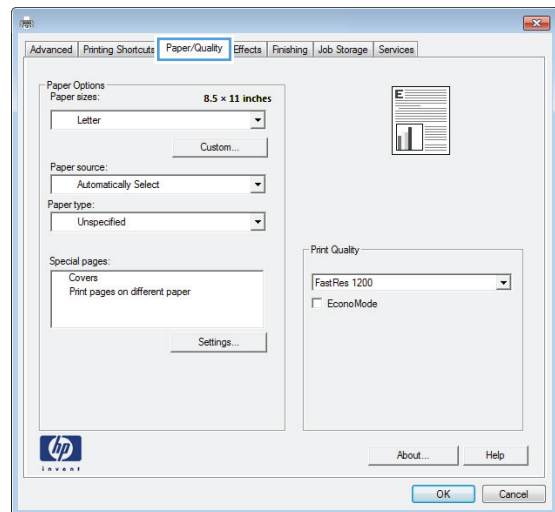 Advanced Printing Shortcuts Paper/Quality Effects Finishing Job Storage Services
Paper Options
Paper sizes: 8.5 × 11 inches
Letter
Custom...
Paper source:
Automatically Select
Paper type:
Unspecified
Special pages:
Covers
Print pages on different paper
Settings...
E
Print Quality
FastRes 1200
EconoMode
hp
invent
About... Help
OK Cancel